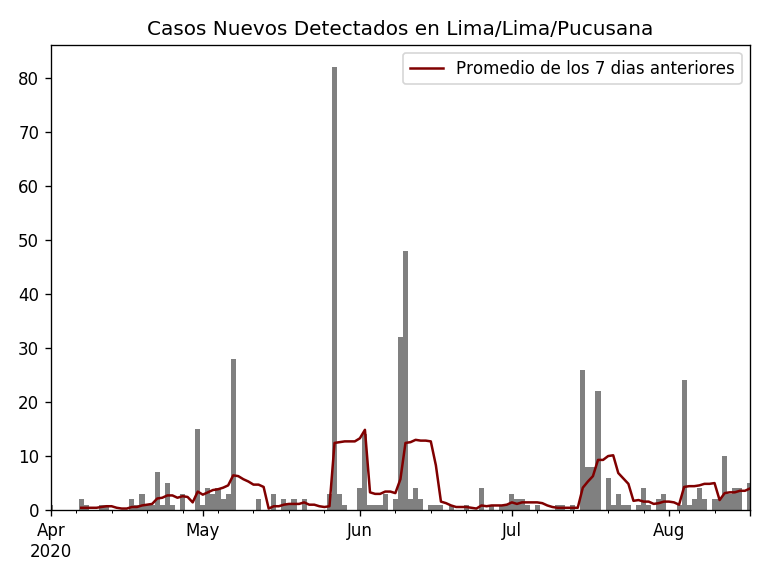 Casos Nuevos Detectados en Lima/Lima/Pucusana
Promedio de los 7 dias anteriores
80
70
60
50
40
30
20
10
0
Apr
2020
May
Jun
Jul
Aug